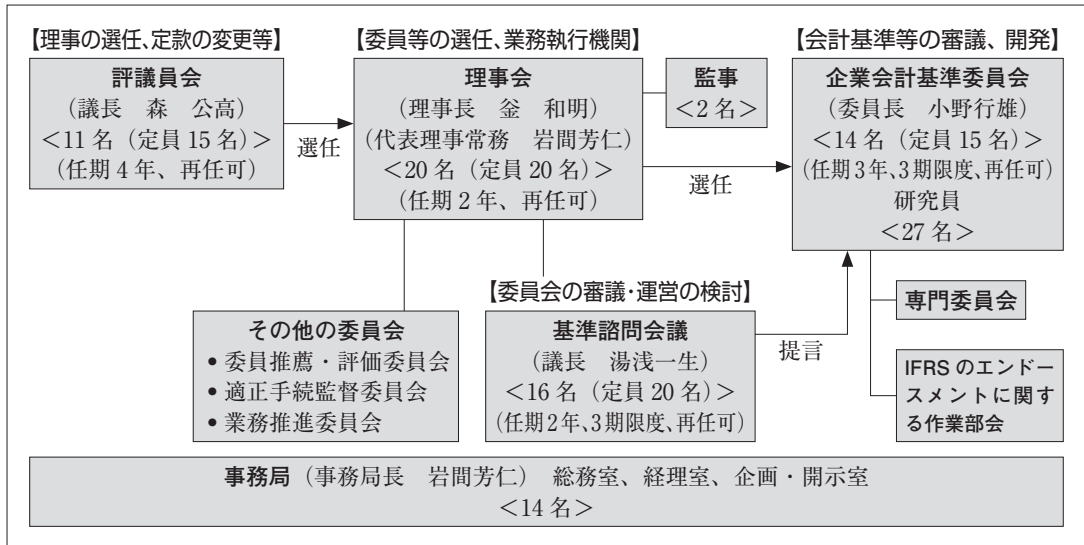 【理事の選任、定款の変更等】
評議員会
(議長 森 公高)
<11名(定員15名)>
(任期4年、再任可)
選任
【委員等の選任、業務執行機関】
理事会
(理事長 釜 和明)
(代表理事常務 岩間芳仁)
<20名(定員20名)>
(任期2年、再任可)
監事
<2名>
選任
【会計基準等の審議、開発】
企業会計基準委員会
(委員長 小野行雄)
<14名(定員15名)>
(任期3年、3期限度、再任可)
研究員
<27名>
その他の委員会
• 委員推薦・評価委員会
• 適正手続監督委員会
• 業務推進委員会
【委員会の審議・運営の検討】
基準諮問会議
(議長 湯浅一生)
<16名(定員20名)>
(任期2年、3期限度、再任可)
提言
専門委員会
IFRSのエンドー
スメントに関す
る作業部会
事務局(事務局長 岩間芳仁) 総務室、経理室、企画・開示室
<14名>